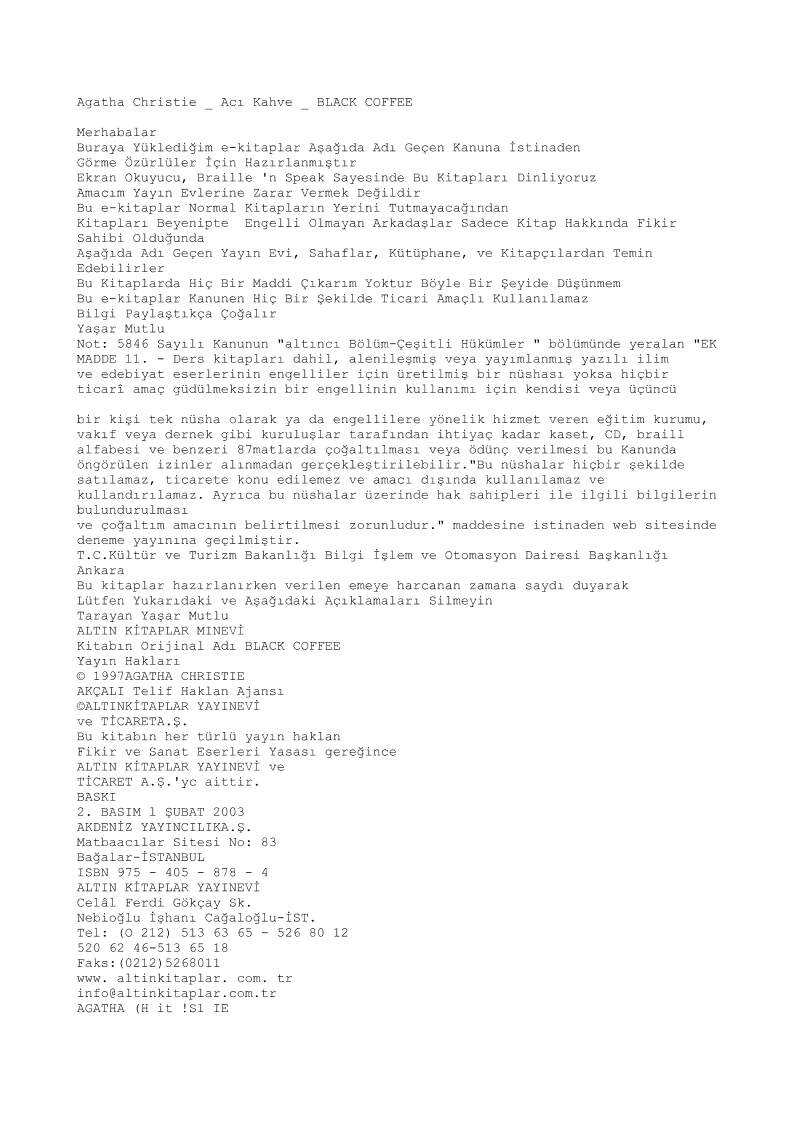 Agatha Christie _ Acı Kahve _ BLACK COFFEE
Merhabalar
Buraya Yüklediğim e-kitaplar Aşağıda Adı Geçen Kanuna İstinaden
Görme Özürlüler İçin Hazırlanmıştır
Ekran Okuyucu, Braille 'n Speak Sayesinde Bu Kitapları Dinliyoruz
Amacım Yayın Evlerine Zarar Vermek Değildir
Bu e-kitaplar Normal Kitapların Yerini Tutmayacağından
Kitapları Beyenipte  Engelli Olmayan Arkadaşlar Sadece Kitap Hakkında Fikir
Sahibi Olduğunda
Aşağıda Adı Geçen Yayın Evi, Sahaflar, Kütüphane, ve Kitapçılardan Temin
Edebilirler
Bu Kitaplarda Hiç Bir Maddi Çıkarım Yoktur Böyle Bir Şeyide Düşünmem
Bu e-kitaplar Kanunen Hiç Bir Şekilde Ticari Amaçlı Kullanılamaz
Bilgi Paylaştıkça Çoğalır
Yaşar Mutlu
Not: 5846 Sayılı Kanunun "altıncı Bölüm-Çeşitli Hükümler " bölümünde yeralan "EK
MADDE 11. - Ders kitapları dahil, alenileşmiş veya yayımlanmış yazılı ilim
ve edebiyat eserlerinin engelliler için üretilmiş bir nüshası yoksa hiçbir
ticarî amaç güdülmeksizin bir engellinin kullanımı için kendisi veya üçüncü
bir kişi tek nüsha olarak ya da engellilere yönelik hizmet veren eğitim kurumu,
vakıf veya dernek gibi kuruluşlar tarafından ihtiyaç kadar kaset, CD, braill
alfabesi ve benzeri 87matlarda çoğaltılması veya ödünç verilmesi bu Kanunda
öngörülen izinler alınmadan gerçekleştirilebilir."Bu nüshalar hiçbir şekilde
satılamaz, ticarete konu edilemez ve amacı dışında kullanılamaz ve
kullandırılamaz. Ayrıca bu nüshalar üzerinde hak sahipleri ile ilgili bilgilerin
bulundurulması
ve çoğaltım amacının belirtilmesi zorunludur." maddesine istinaden web sitesinde
deneme yayınına geçilmiştir.
T.C.Kültür ve Turizm Bakanlığı Bilgi İşlem ve Otomasyon Dairesi Başkanlığı
Ankara
Bu kitaplar hazırlanırken verilen emeye harcanan zamana saydı duyarak
Lütfen Yukarıdaki ve Aşağıdaki Açıklamaları Silmeyin
Tarayan Yaşar Mutlu
ALTIN KİTAPLAR MINEVİ
Kitabın Orijinal Adı BLACK COFFEE
Yayın Hakları
© 1997AGATHA CHRISTIE
AKÇALI Telif Haklan Ajansı
©ALTINKİTAPLAR YAYINEVİ
ve TİCARETA.Ş.
Bu kitabın her türlü yayın haklan
Fikir ve Sanat Eserleri Yasası gereğince
ALTIN KİTAPLAR YAYINEVİ ve
TİCARET A.Ş.'yc aittir.
BASKI
2. BASIM l ŞUBAT 2003
AKDENİZ YAYINCILIKA.Ş.
Matbaacılar Sitesi No: 83
Bağalar-İSTANBUL
ISBN 975 - 405 - 878 - 4
ALTIN KİTAPLAR YAYINEVİ
Celâl Ferdi Gökçay Sk.
Nebioğlu İşhanı Cağaloğlu-İST.
Tel: (O 212) 513 63 65 - 526 80 12
520 62 46-513 65 18
Faks:(0212)5268011
www. altinkitaplar. com. tr
info@altinkitaplar.com.tr
AGATHA (H it !Sl IE